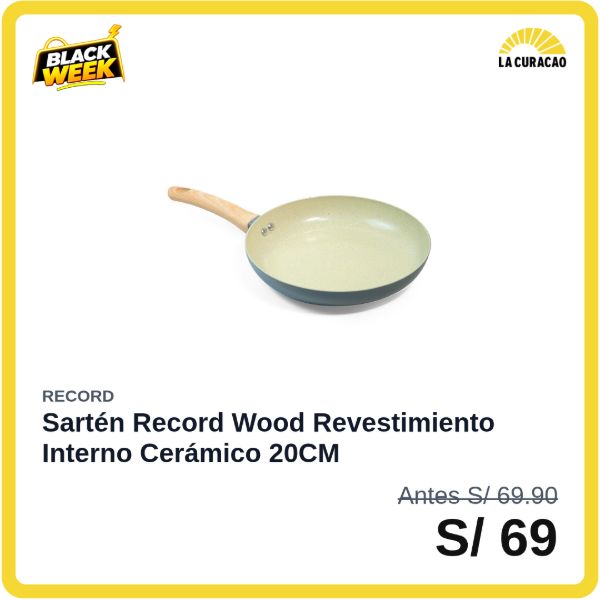 BLACK
WEEK
LA CURACAO
RECORD
Sartén Record Wood Revestimiento
Interno Cerámico 20CM
Antes S/ 69.90
S/ 69